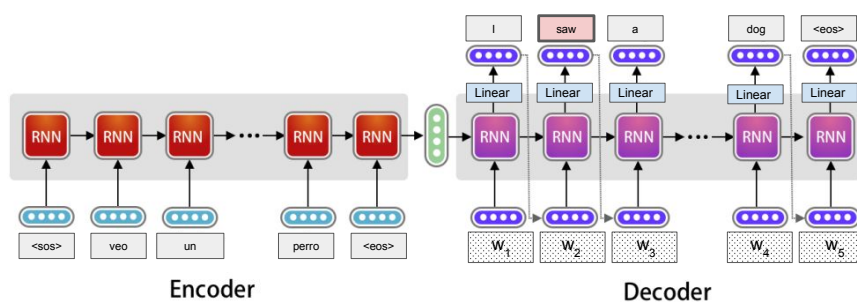 I saw a dog <eos>
Linear Linear Linear Linear Linear
RNN RNN RNN RNN RNN RNN RNN RNN RNN RNN
<sos> veo un perro <eos> W1 W2 W3 W4 W5
Encoder Decoder